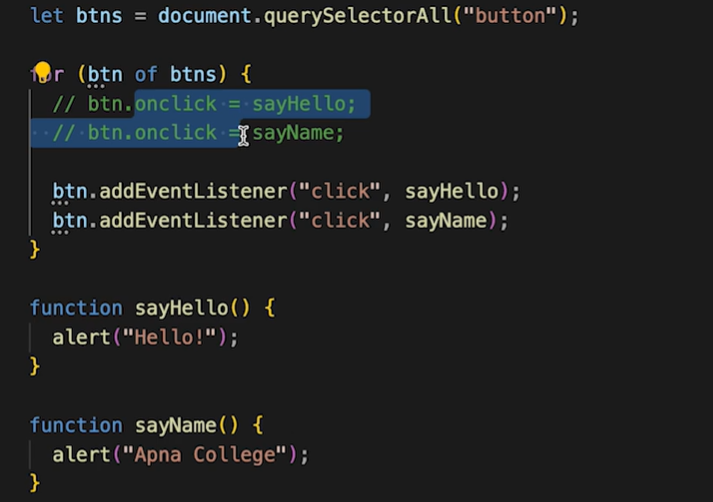 let btns = document.querySelectorAll("button");
for (btn of btns) {
// btn.onclick = sayHello;
// btn.onclick = sayName;
btn.addEventListener("click", sayHello);
btn.addEventListener("click", sayName);
}
function sayHello() {
alert("Hello!");
}
function sayName() {
alert("Apna College");
}